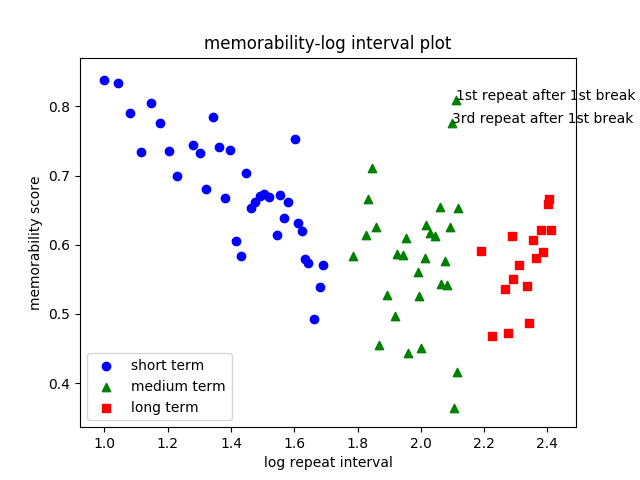 memorability-log interval plot
1st repeat after 1st break
3rd repeat after 1st break
memorability score
0.8
0.7
0.6
0.5
0.4
short term
medium term
long term
1.0 1.2 1.4 1.6 1.8 2.0 2.2 2.4
log repeat interval